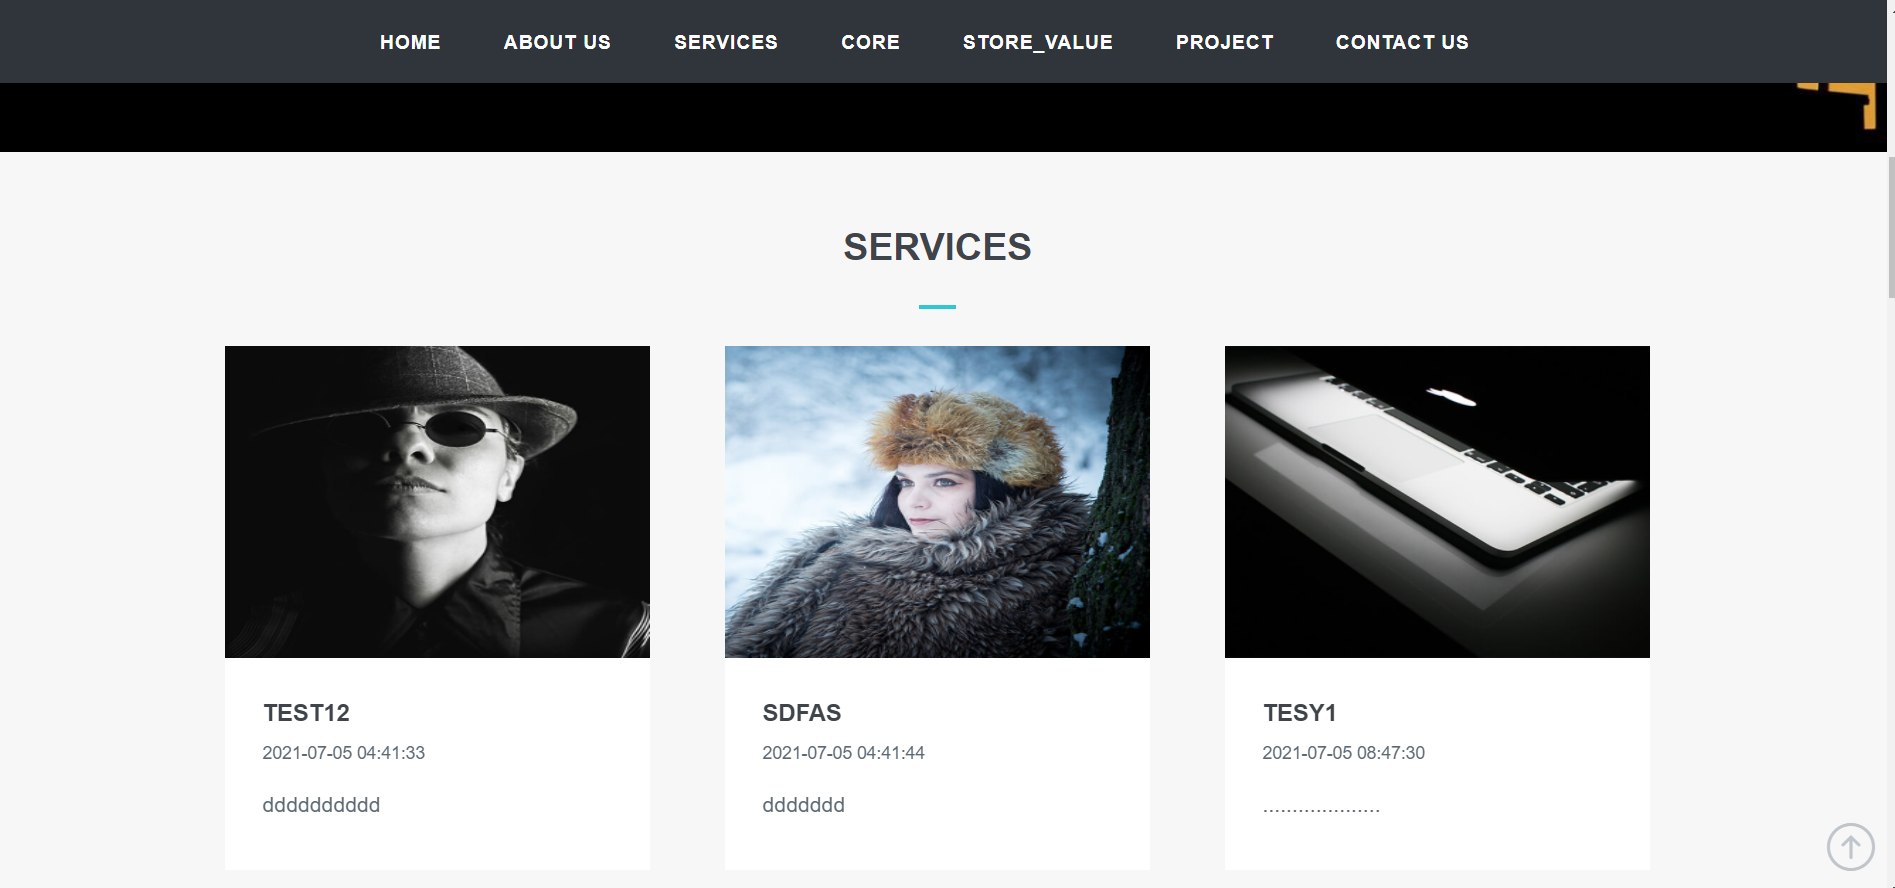 HOME ABOUT US SERVICES CORE STORE_VALUE PROJECT CONTACT US
SERVICES
TEST12
2021-07-05 04:41:33
dddddddddd
SDFAS
2021-07-05 04:41:44
ddddddd
TESY1
2021-07-05 08:47:30
....................